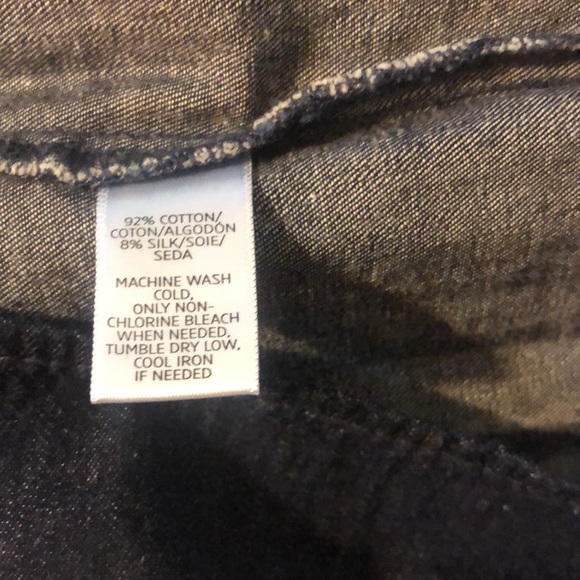 92% COTTON/
COTON/ALGODÓN
8% SILK/SOIE/
SEDA
MACHINE WASH
COLD,
ONLY NON-
CHLORINE BLEACH
WHEN NEEDED,
TUMBLE DRY LOW,
COOL IRON
IF NEEDED